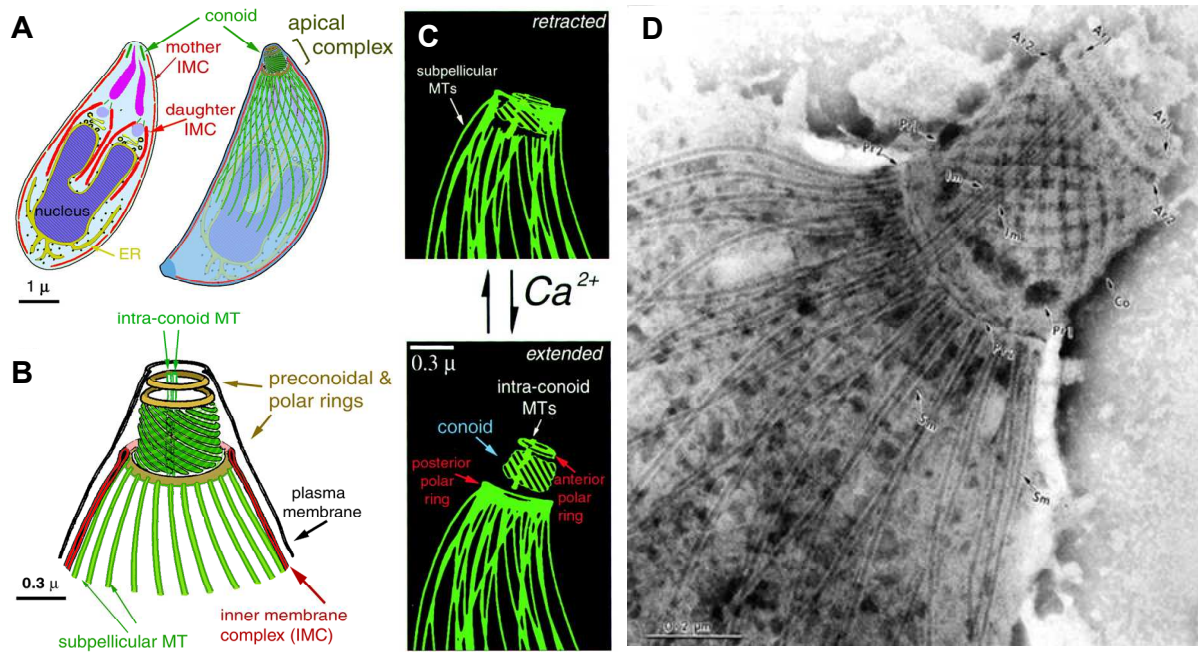 A
conoid
apical
complex
mother
IMC
daughter
IMC
nucleus
ER
1 μ
B
intra-conoid MT
preconoidal &
polar rings
plasma
membrane
0.3 μ
inner membrane
complex (IMC)
subpellicular MT
C
retracted
subpellicular
MTs
Ca2+
0.3 μ
extended
intra-conoid
MTs
conoid
posterior
polar
ring
anterior
polar
ring
D
Ar2
Ar1
Pr1
Pr2
Im
Im
Ar1
Ar2
Co
Pr1
Pr2
Sm
Sm
0.2 μm